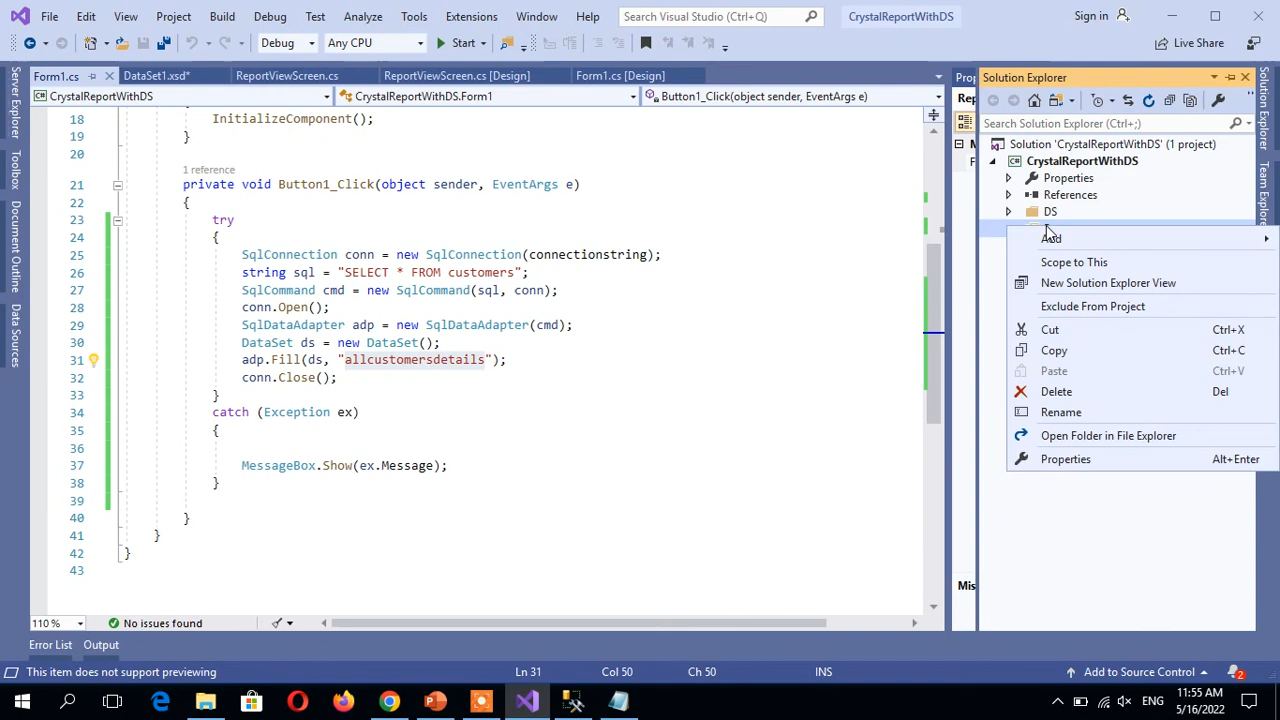 File Edit View Project Build Debug Test Analyze Tools Extensions Window Help Search Visual Studio (Ctrl+Q) CrystalReportWithDS Sign in
Debug Any CPU Start Live Share
Form1.cs DataSet1.xsd* ReportViewScreen.cs ReportViewScreen.cs [Design] Form1.cs [Design]
CrystalReportWithDS CrystalReportWithDS.Form1 Button1_Click(object sender, EventArgs e)
Server Explorer
Toolbox
Document Outline
Data Sources
18 InitializeComponent();
19 }
20
1 reference
21 private void Button1_Click(object sender, EventArgs e)
22 {
23 try
24 {
25 SqlConnection conn = new SqlConnection(connectionstring);
26 string sql = "SELECT * FROM customers";
27 SqlCommand cmd = new SqlCommand(sql, conn);
28 conn.Open();
29 SqlDataAdapter adp = new SqlDataAdapter(cmd);
30 DataSet ds = new DataSet();
31 adp.Fill(ds, "allcustomersdetails");
32 conn.Close();
33 }
34 catch (Exception ex)
35 {
36
37 MessageBox.Show(ex.Message);
38 }
39
40 }
41 }
42 }
43
110 % No issues found
Solution Explorer
Search Solution Explorer (Ctrl+;)
Solution 'CrystalReportWithDS' (1 project)
CrystalReportWithDS
Properties
References
DS
Add
Scope to This
New Solution Explorer View
Exclude From Project
Cut Ctrl+X
Copy Ctrl+C
Paste Ctrl+V
Delete Del
Rename
Open Folder in File Explorer
Properties Alt+Enter
Solution Explorer
Error List Output
This item does not support previewing Ln 31 Col 50 Ch 50 INS Add to Source Control 2
ENG 11:55 AM
5/16/2022